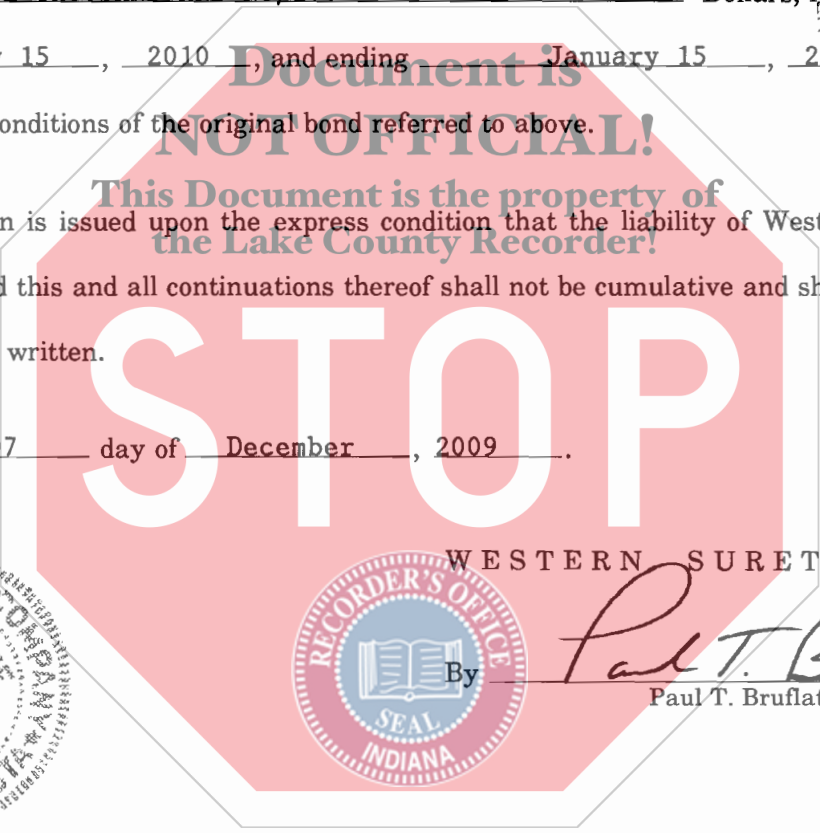 15 , 2010 , and ending January 15 , 2
Document is
onditions of the original bond referred to above.
NOT OFFICIAL!
This Document is the property of
n is issued upon the express condition that the liability of West
the Lake County Recorder!
d this and all continuations thereof shall not be cumulative and sh
written.
STOP
7 day of December , 2009 .
WESTERN SURET
RECORDER'S OFFICE
SEAL
INDIANA
By Paul T. B
Paul T. Bruflat
OMPANY